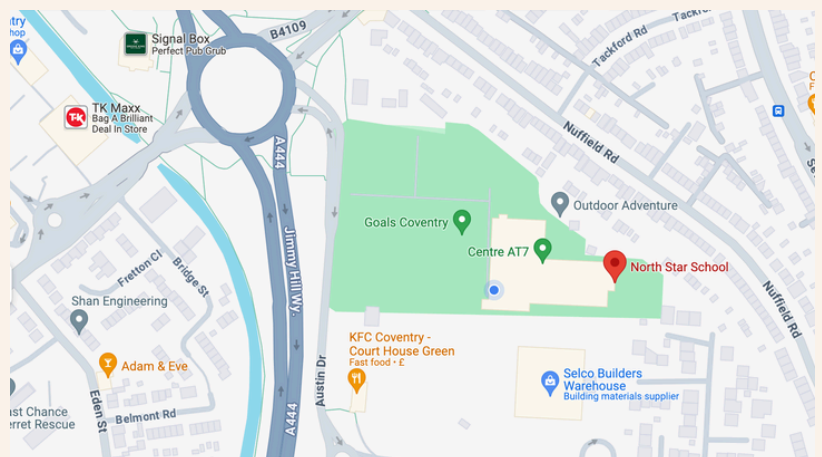 B4109
Tackford Rd
Tackford
Signal Box
Perfect Pub Grub
TK Maxx
Bag A Brilliant
Deal In Store
A444
Nuffield Rd
Outdoor Adventure
Goals Coventry
Centre AT7
North Star School
Jimmy Hill Wy.
Fretton Cl
Bridge St
Shan Engineering
Nuffield Rd
KFC Coventry -
Court House Green
Fast food • £
Adam & Eve
Austin Dr
Selco Builders
Warehouse
Building materials supplier
Eden St
Belmont Rd
ast Chance
erret Rescue
A444